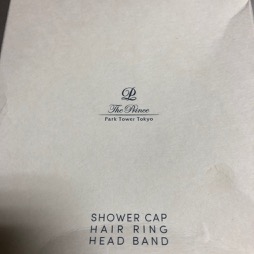 The Prince
Park Tower Tokyo
SHOWER CAP
HAIR RING
HEAD BAND